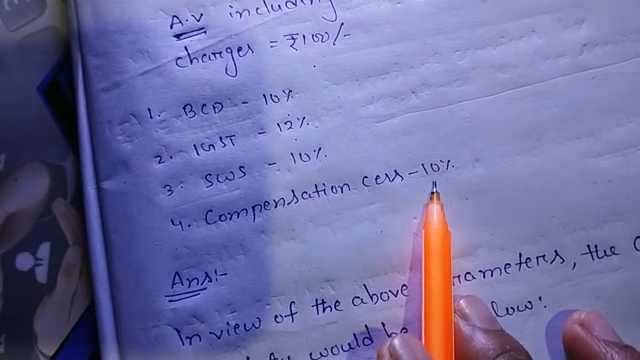 A.V including
charges = ₹100/-
1. BCD - 10%
2. IGST - 12%
3. SWS - 10%
4. Compensation cess - 10%
Ans:-
In view of the above parameters, the
would be low: